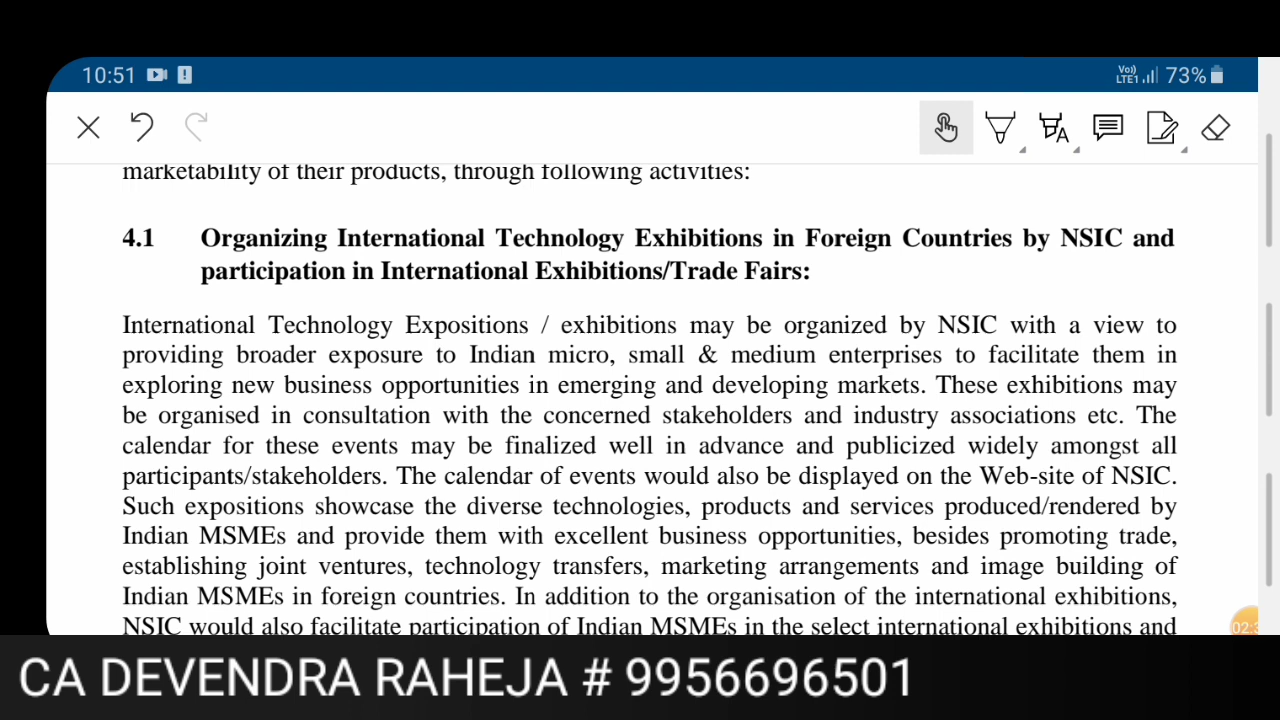 10:51
Vo)) LTE1 73%
marketability of their products, through following activities:
4.1 Organizing International Technology Exhibitions in Foreign Countries by NSIC and
participation in International Exhibitions/Trade Fairs:
International Technology Expositions / exhibitions may be organized by NSIC with a view to
providing broader exposure to Indian micro, small & medium enterprises to facilitate them in
exploring new business opportunities in emerging and developing markets. These exhibitions may
be organised in consultation with the concerned stakeholders and industry associations etc. The
calendar for these events may be finalized well in advance and publicized widely amongst all
participants/stakeholders. The calendar of events would also be displayed on the Web-site of NSIC.
Such expositions showcase the diverse technologies, products and services produced/rendered by
Indian MSMEs and provide them with excellent business opportunities, besides promoting trade,
establishing joint ventures, technology transfers, marketing arrangements and image building of
Indian MSMEs in foreign countries. In addition to the organisation of the international exhibitions,
NSIC would also facilitate participation of Indian MSMEs in the select international exhibitions and
CA DEVENDRA RAHEJA # 9956696501